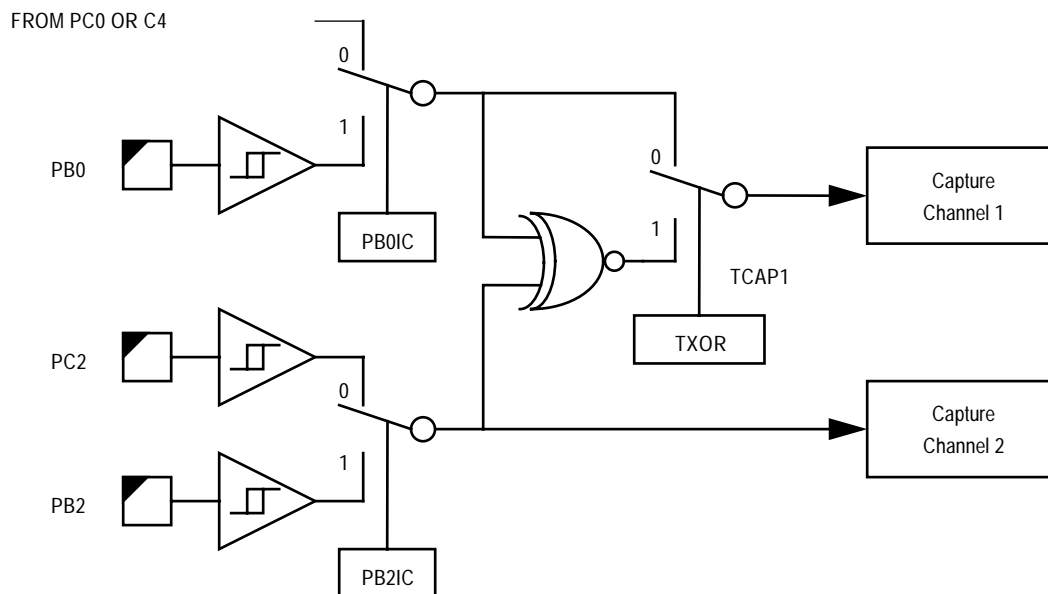 FROM PC0 OR C4
0
1
PB0
PB0IC
0
1
Capture
Channel 1
TCAP1
TXOR
PC2
0
1
PB2
PB2IC
Capture
Channel 2